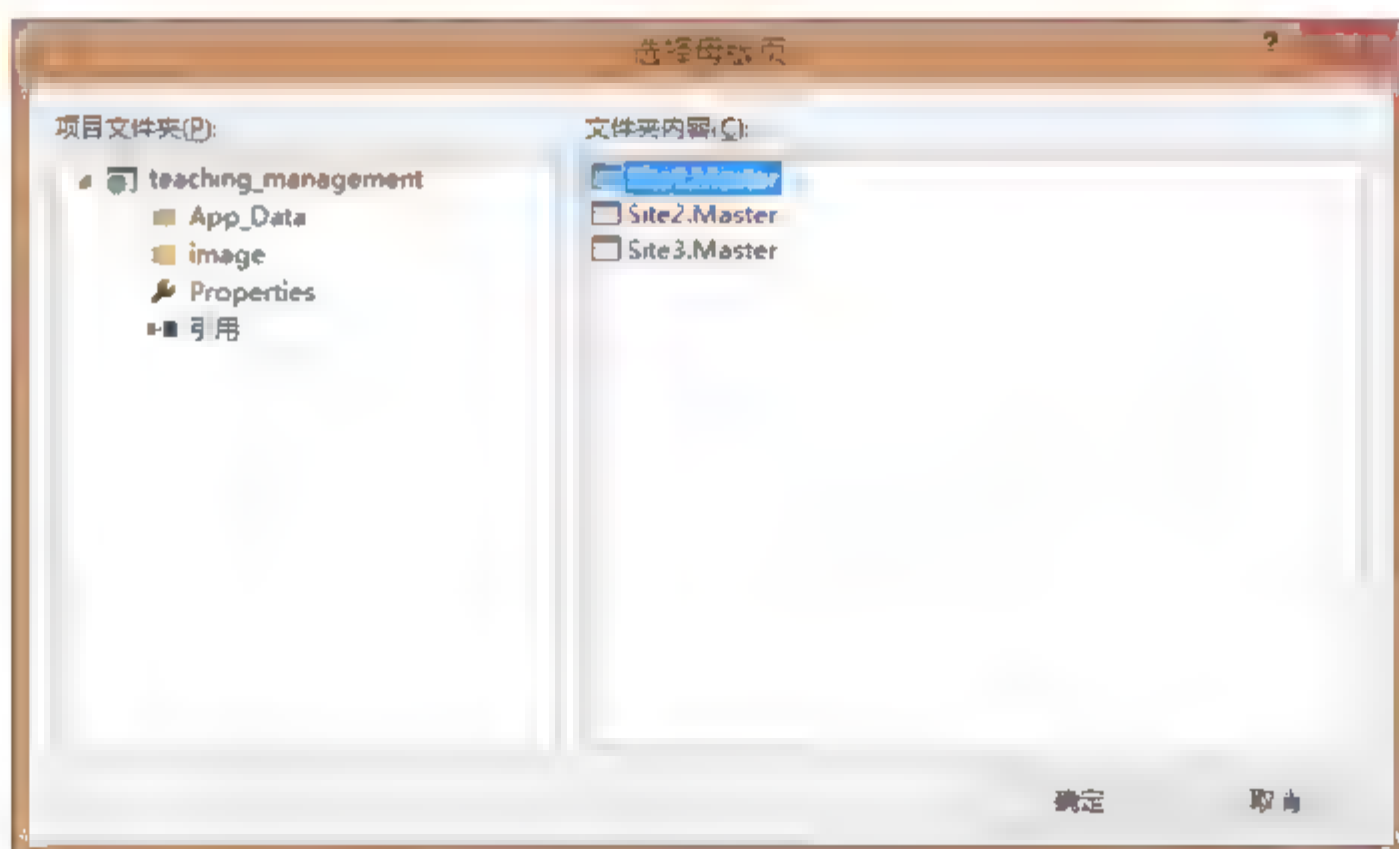 选择母版页
?
项目文件夹(P):
teaching_management
App_Data
image
Properties
引用
文件夹内容(C):
Site2.Master
Site3.Master
确定
取消